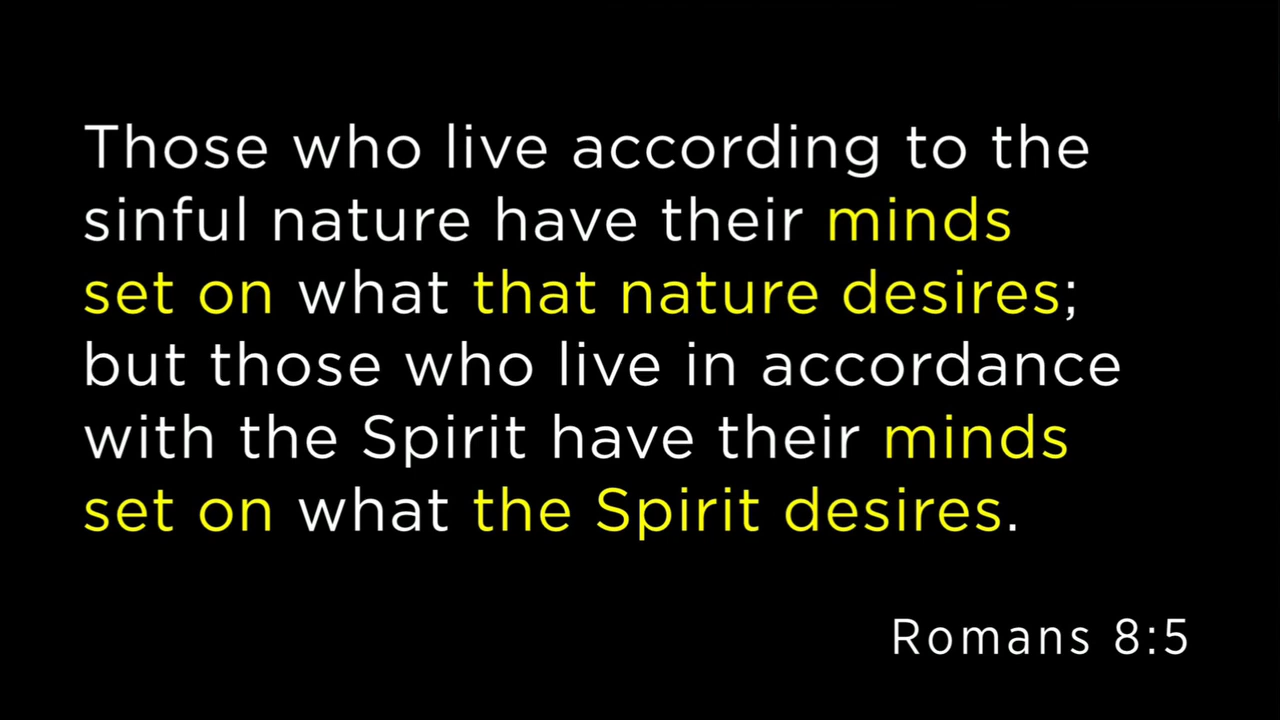 Those who live according to the
sinful nature have their minds
set on what that nature desires;
but those who live in accordance
with the Spirit have their minds
set on what the Spirit desires.
Romans 8:5